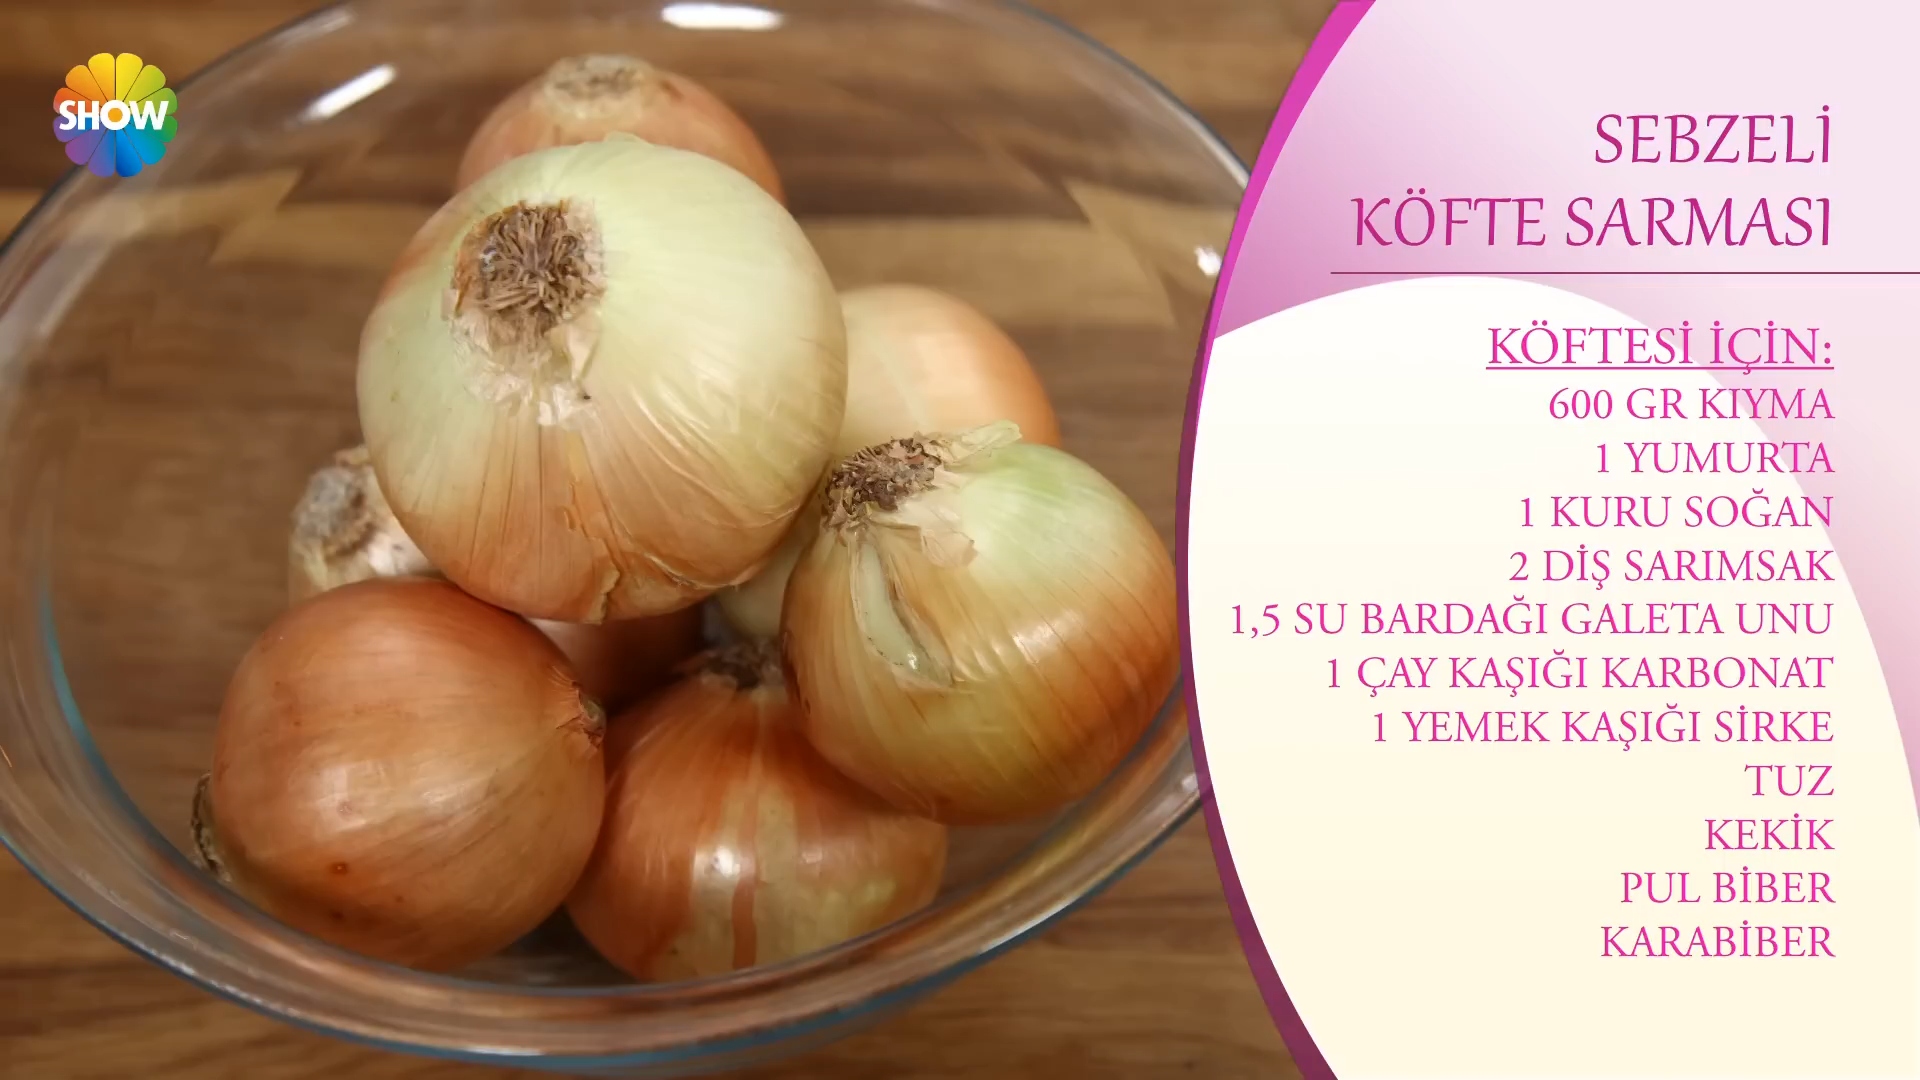 SHOW
SEBZELİ
KÖFTE SARMASI
KÖFTESİ İÇİN:
600 GR KIYMA
1 YUMURTA
1 KURU SOĞAN
2 DİŞ SARIMSAK
1,5 SU BARDAĞI GALETA UNU
1 ÇAY KAŞIĞI KARBONAT
1 YEMEK KAŞIĞI SİRKE
TUZ
KEKİK
PUL BİBER
KARABİBER